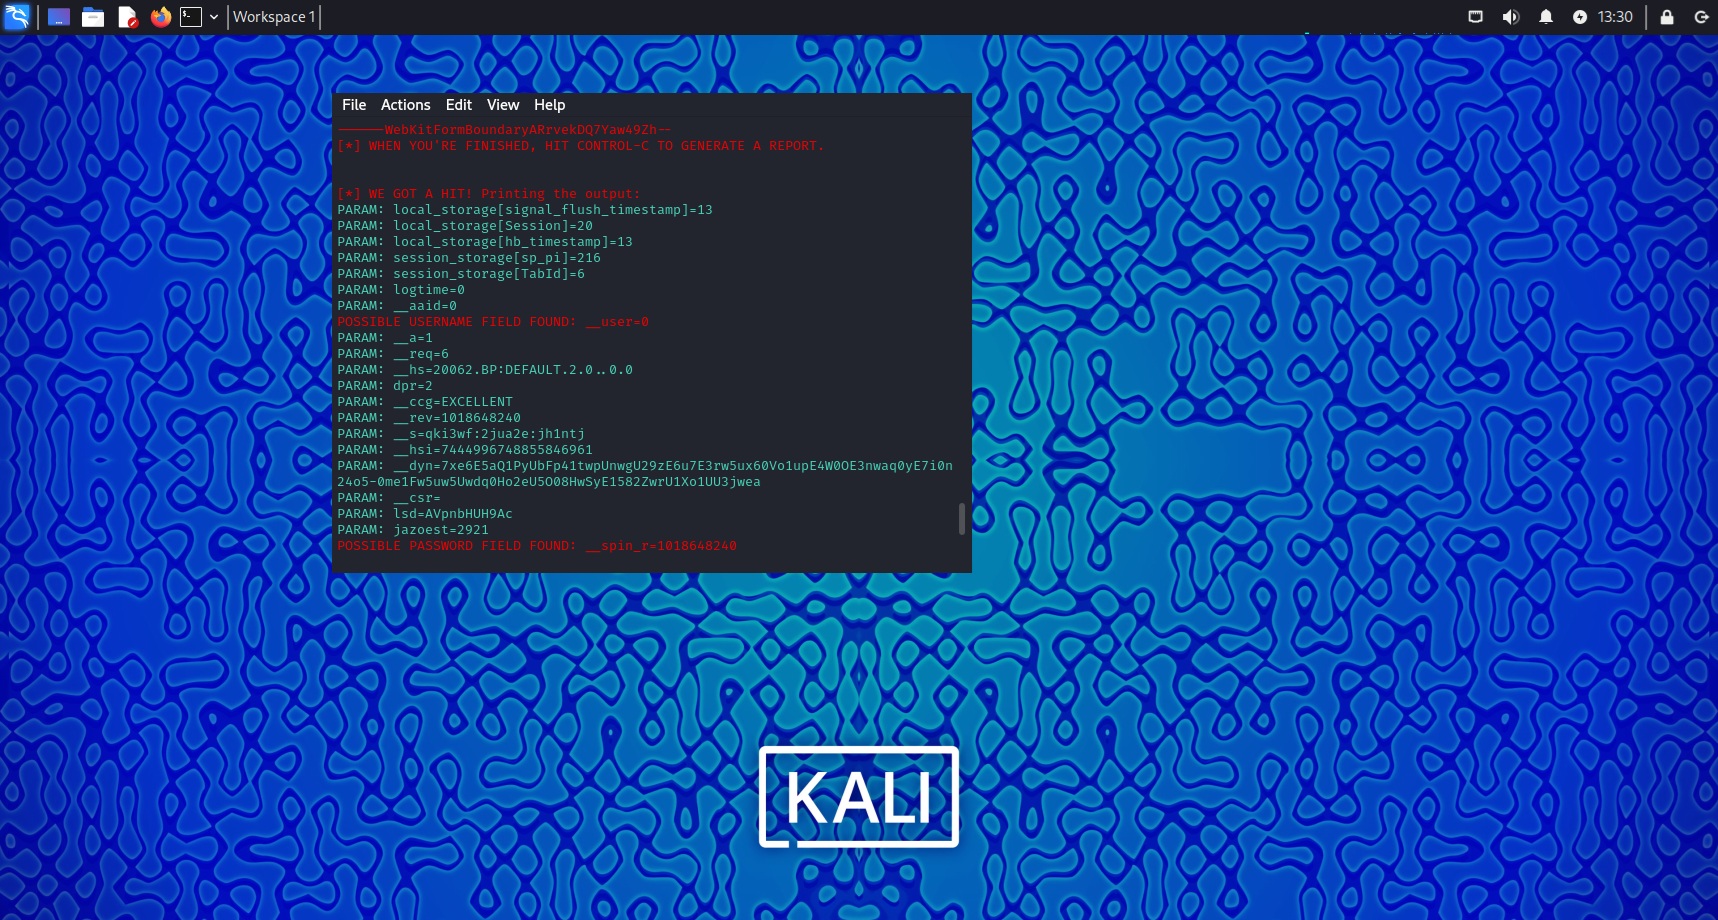 Workspace 1
13:30
File Actions Edit View Help
------WebKitFormBoundaryARrvekDQ7Yaw49Zh--
[*] WHEN YOU'RE FINISHED, HIT CONTROL-C TO GENERATE A REPORT.
[*] WE GOT A HIT! Printing the output:
PARAM: local_storage[signal_flush_timestamp]=13
PARAM: local_storage[Session]=20
PARAM: local_storage[hb_timestamp]=13
PARAM: session_storage[sp_pi]=216
PARAM: session_storage[TabId]=6
PARAM: logtime=0
PARAM: __aaid=0
POSSIBLE USERNAME FIELD FOUND: __user=0
PARAM: __a=1
PARAM: __req=6
PARAM: __hs=20062.BP:DEFAULT.2.0..0.0
PARAM: dpr=2
PARAM: __ccg=EXCELLENT
PARAM: __rev=1018648240
PARAM: __s=qki3wf:2jua2e:jh1ntj
PARAM: __hsi=7444996748855846961
PARAM: __dyn=7xe6E5aQ1PyUbFp41twpUnwgU29zE6u7E3rw5ux60Vo1upE4W0OE3nwaq0yE7i0n
24o5-0me1Fw5uw5Uwdq0Ho2eU5O08HwSyE1582ZwrU1Xo1UU3jwea
PARAM: __csr=
PARAM: lsd=AVpnbHUH9Ac
PARAM: jazoest=2921
POSSIBLE PASSWORD FIELD FOUND: __spin_r=1018648240
KALI